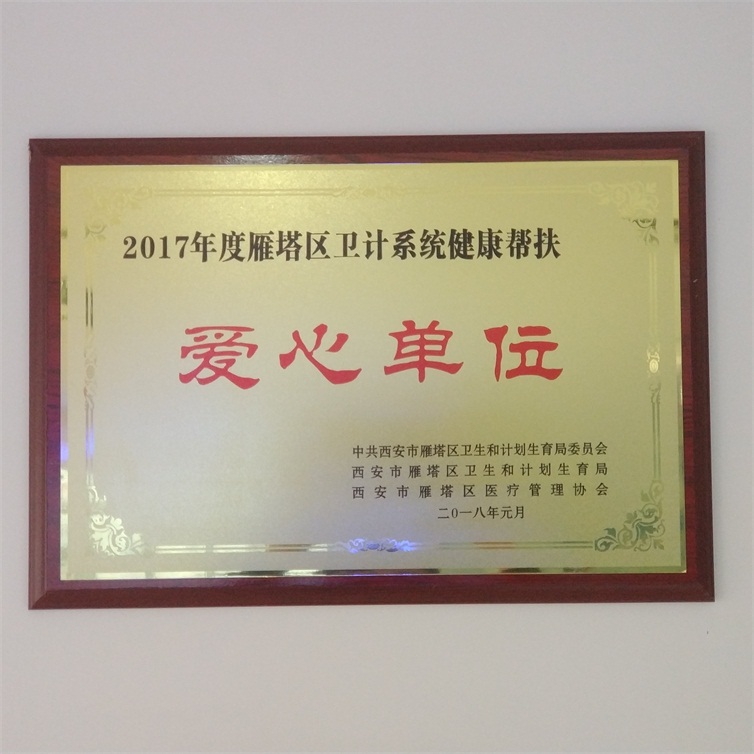 2017年度雁塔区卫计系统健康帮扶
爱心单位
中共西安市雁塔区卫生和计划生育局委员会
西安市雁塔区卫生和计划生育局
西安市雁塔区医疗管理协会
二0一八年元月